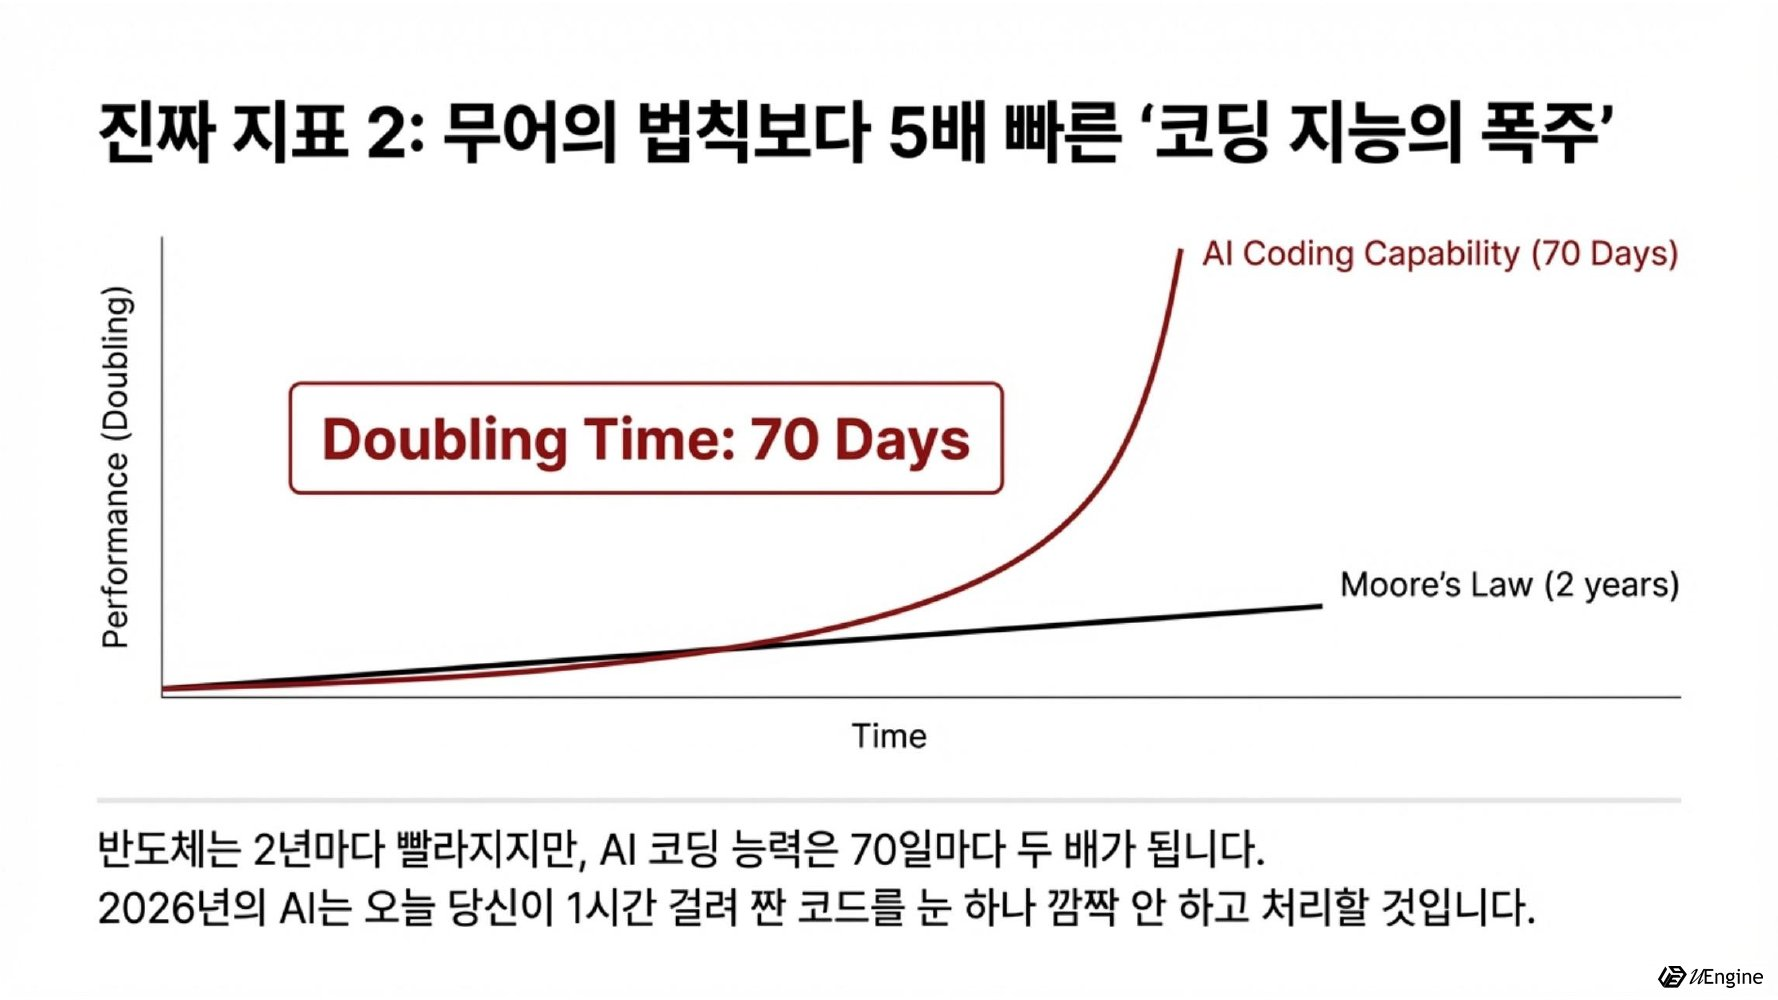 진짜 지표 2: 무어의 법칙보다 5배 빠른 ‘코딩 지능의 폭주’
AI Coding Capability (70 Days)
Performance (Doubling)
Doubling Time: 70 Days
Moore’s Law (2 years)
Time
반도체는 2년마다 빨라지지만, AI 코딩 능력은 70일마다 두 배가 됩니다.
2026년의 AI는 오늘 당신이 1시간 걸려 짠 코드를 눈 하나 깜짝 안 하고 처리할 것입니다.
uEngine